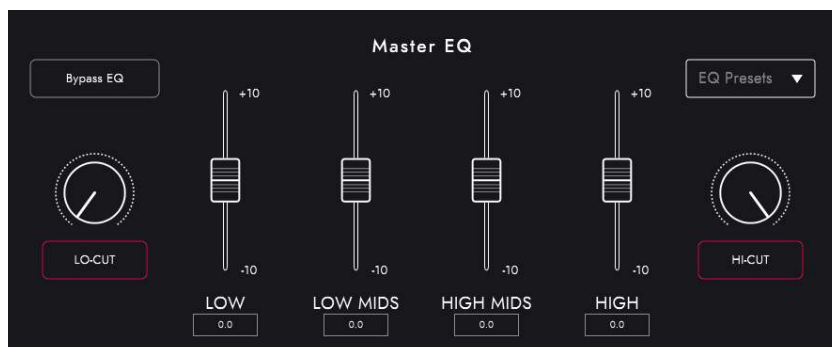 Master EQ
Bypass EQ
EQ Presets
+10
+10
+10
+10
LO-CUT
HI-CUT
-10
-10
-10
-10
LOW
LOW MIDS
HIGH MIDS
HIGH
0.0
0.0
0.0
0.0